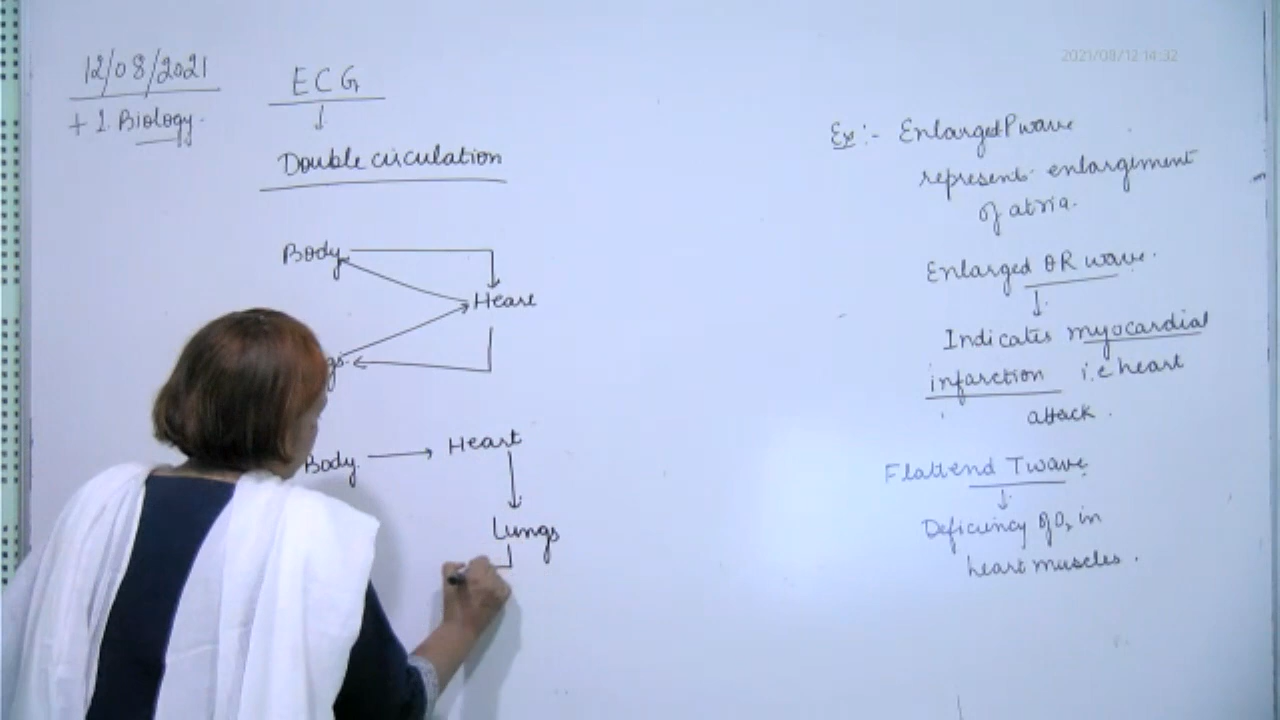 12/08/2021
+1 Biology.
ECG
Double circulation
Body
Heart
gs
Body
Heart
Lungs
2021/08/12 14:32
Ex:- Enlarged P wave
represent enlargement
of atria.
Enlarged QR wave.
Indicates myocardial
infarction i.e heart
attack.
Flattend T wave
Deficiency of O₂ in
heart muscles.